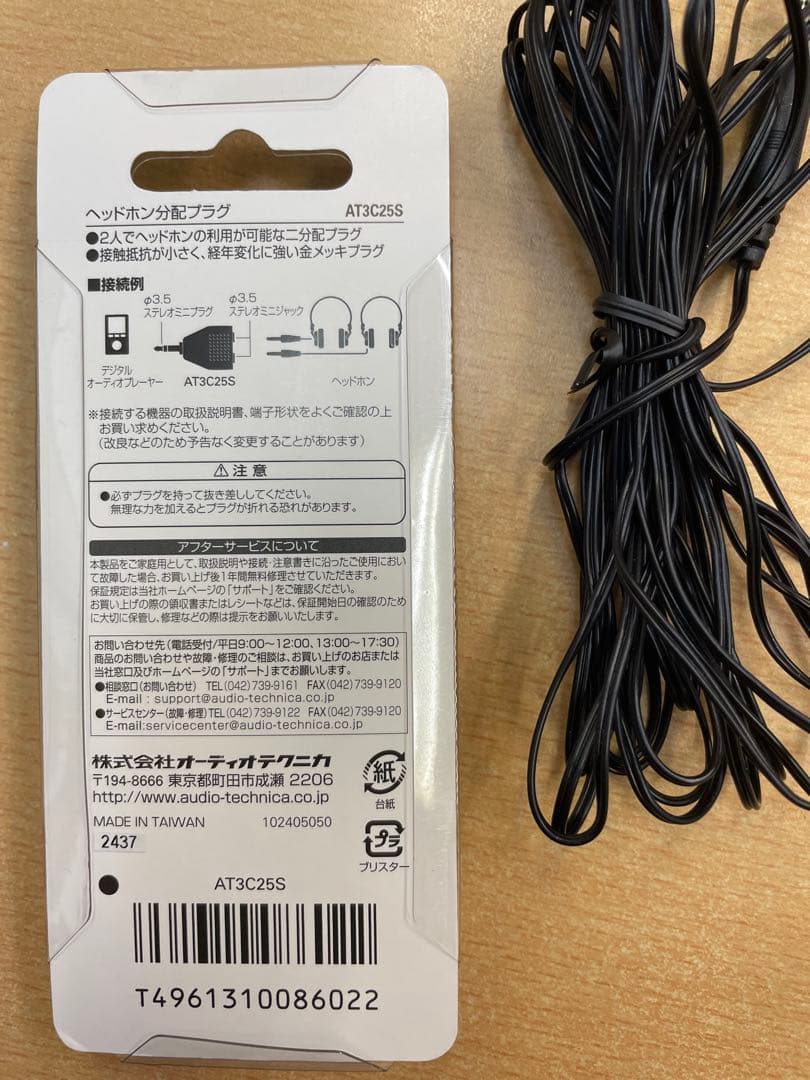 ヘッドホン分配プラグ AT3C25S
●2人でヘッドホンの利用が可能な二分配プラグ
●接触抵抗が小さく、経年変化に強い金メッキプラグ
■接続例
φ3.5 φ3.5
ステレオミニプラグ ステレオミニジャック
デジタル
オーディオプレーヤー AT3C25S ヘッドホン
※接続する機器の取扱説明書、端子形状をよくご確認の上
お買い求めください。
(改良などのため予告なく変更することがあります)
⚠注意
●必ずプラグを持って抜き差ししてください。
無理な力を加えるとプラグが折れる恐れがあります。
アフターサービスについて
本製品をご家庭用として、取扱説明や接続・注意書きに沿ったご使用において
て故障した場合、お買い上げ後1年間無料修理させていただきます。
保証規定は当社ホームページの「サポート」をご確認ください。
お買い上げの際の領収書またはレシートなどは、保証開始日の確認のため
に大切に保管し、修理などの際は提示をお願いいたします。
お問い合わせ先(電話受付/平日9:00～12:00、13:00～17:30)
商品のお問い合わせや故障・修理のご相談は、お買い上げのお店または
当社窓口及びホームページの「サポート」までお願いします。
●相談窓口(お問い合わせ) TEL(042)739-9161 FAX(042)739-9120
E-mail : support@audio-technica.co.jp
●サービスセンター(故障・修理)TEL(042)739-9122 FAX(042)739-9120
E-mail:servicecenter@audio-technica.co.jp
株式会社オーディオテクニカ
〒194-8666 東京都町田市成瀬 2206
http://www.audio-technica.co.jp
紙
台紙
MADE IN TAIWAN 102405050
2437
プラ
ブリスター
AT3C25S
T4961310086022